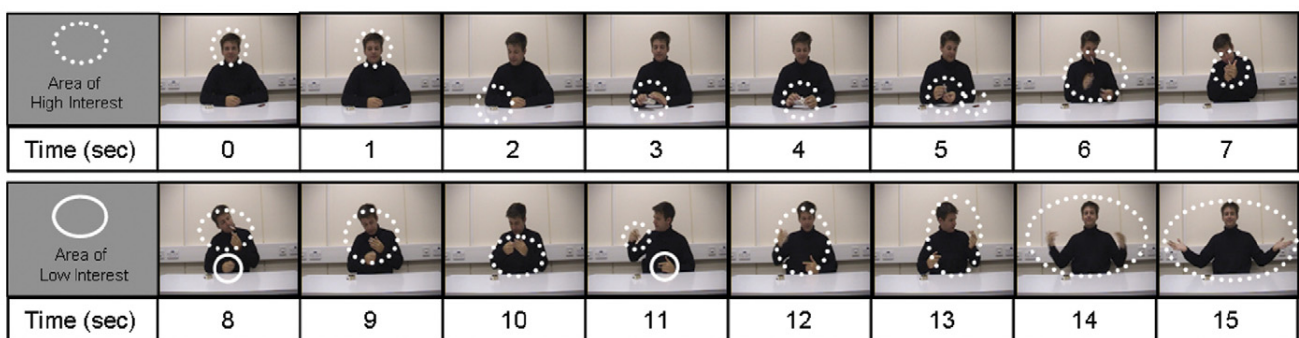 Area of
High Interest
Time (sec) 0 1 2 3 4 5 6 7
Area of
Low Interest
Time (sec) 8 9 10 11 12 13 14 15